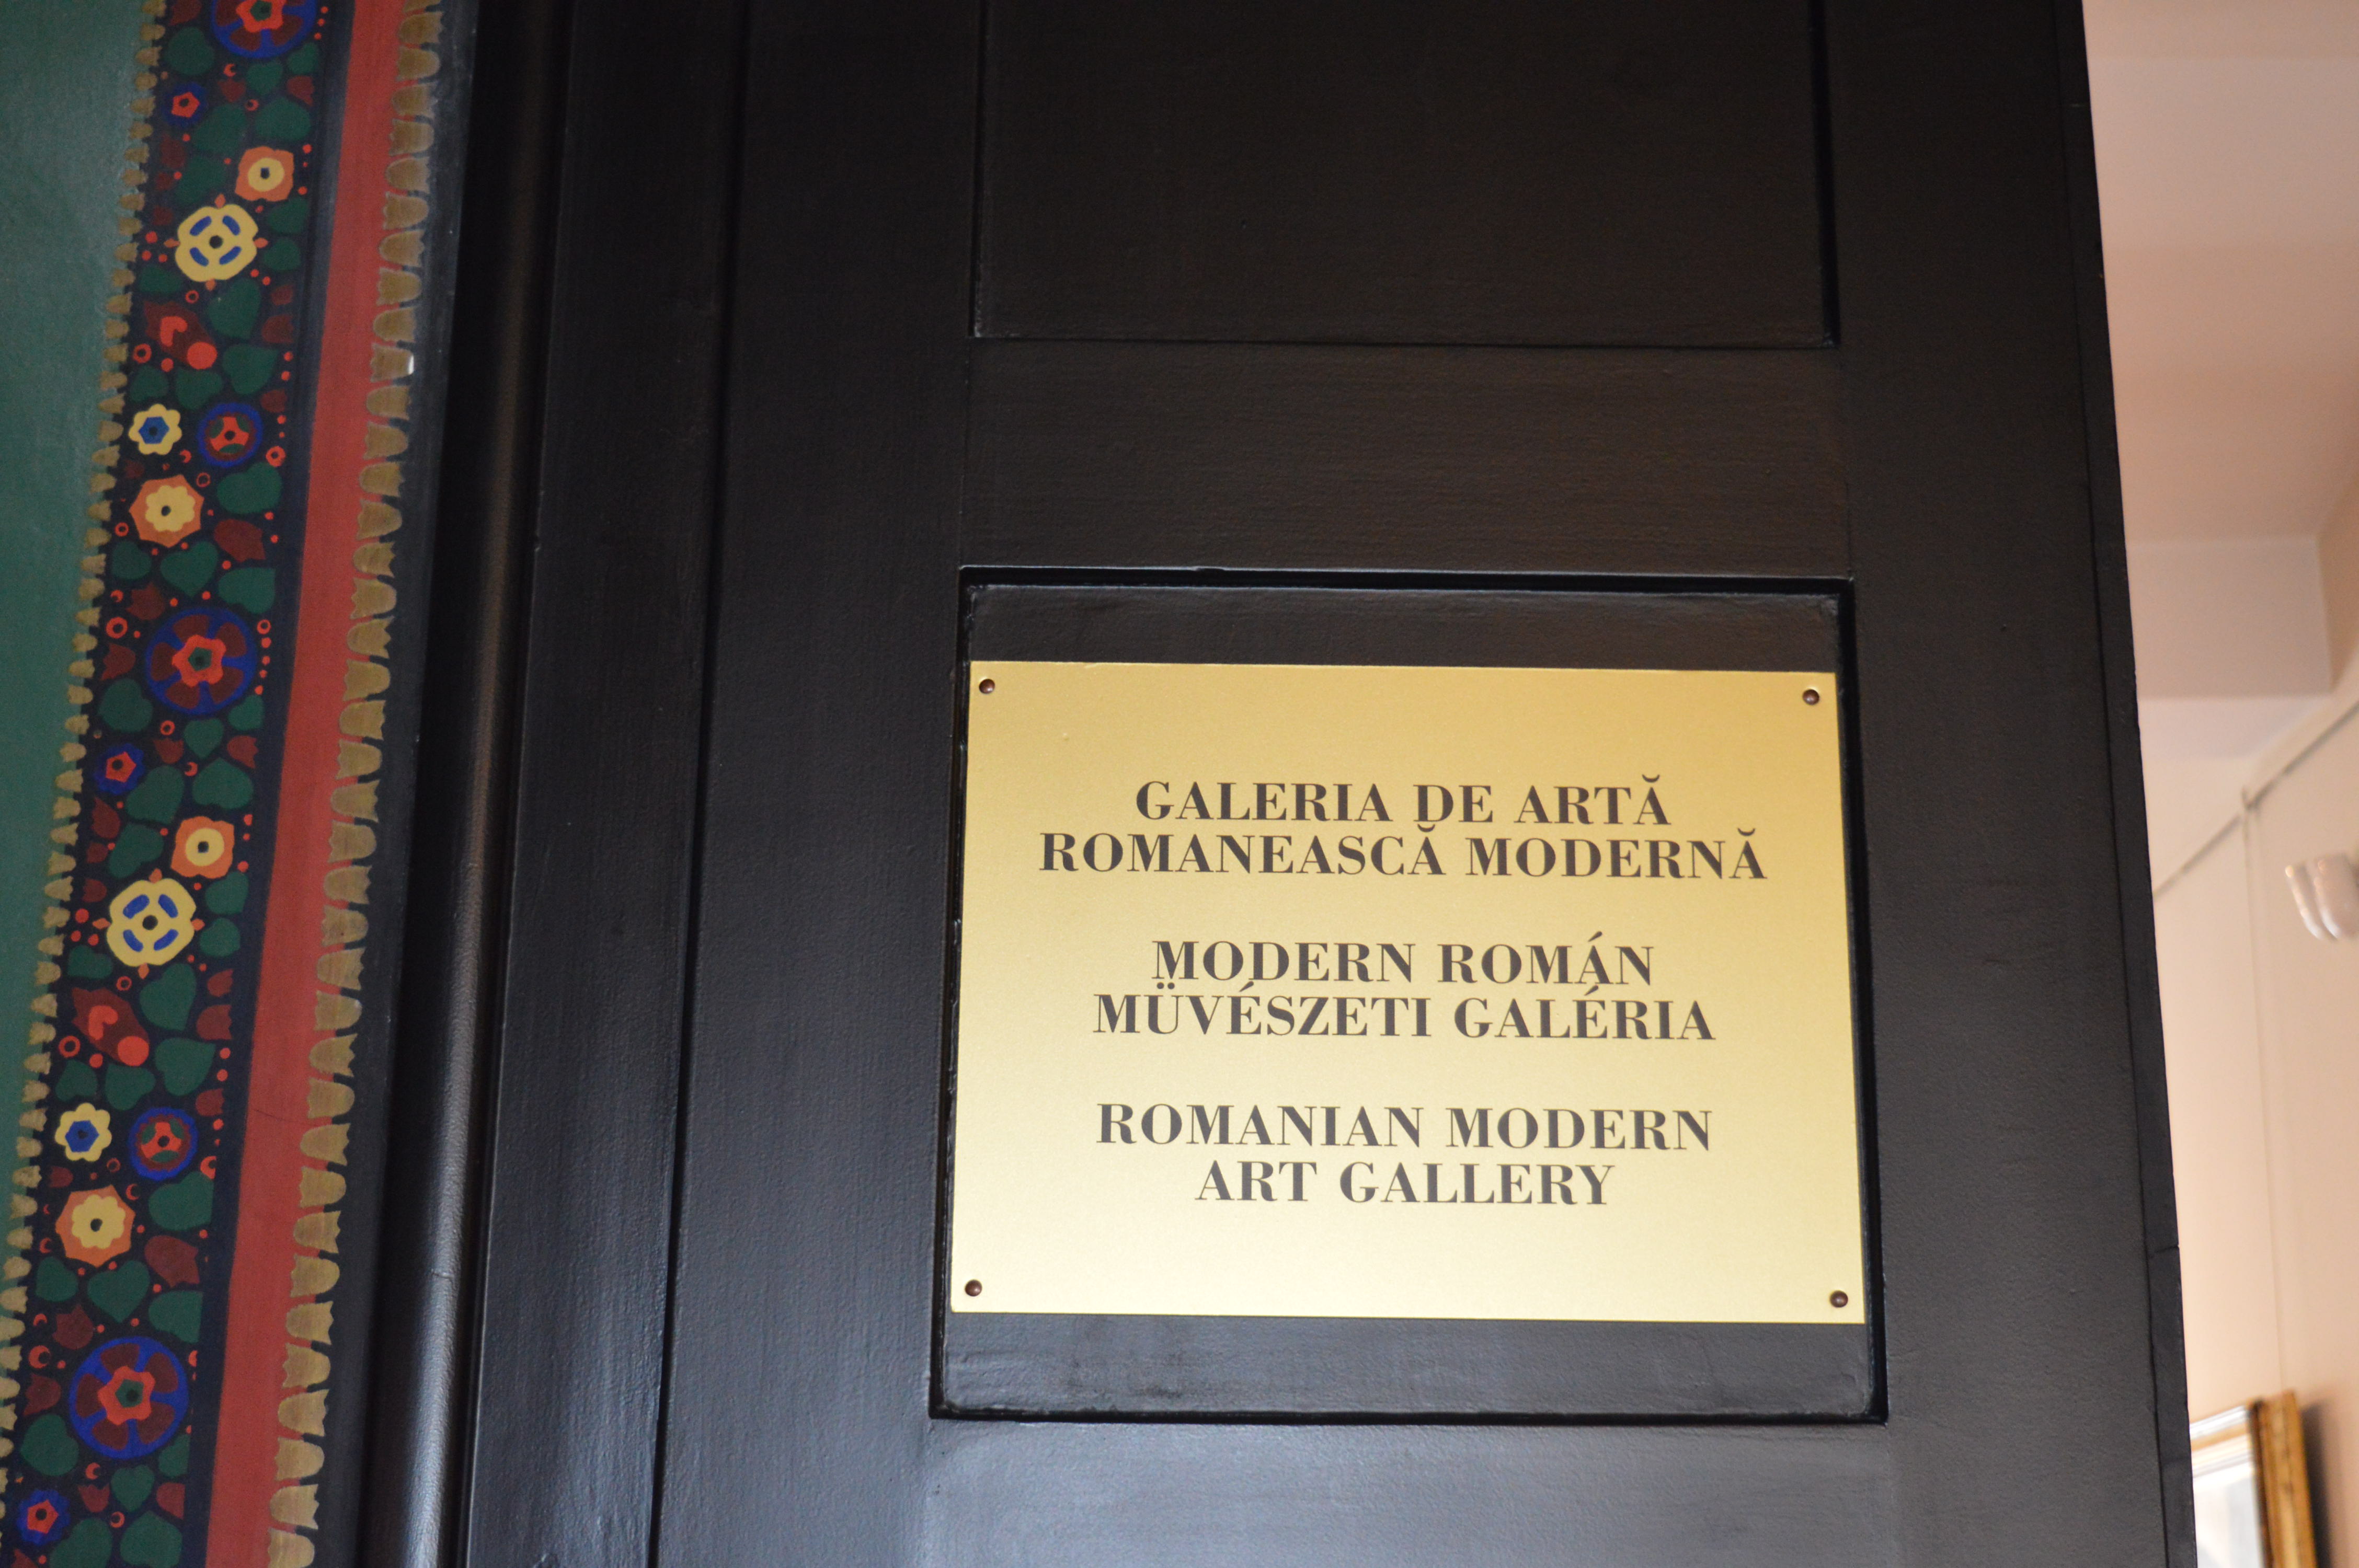 GALERIA DE ARTĂ
ROMANEASCĂ MODERNĂ
MODERN ROMÁN
MÜVÉSZETI GALÉRIA
ROMANIAN MODERN
ART GALLERY